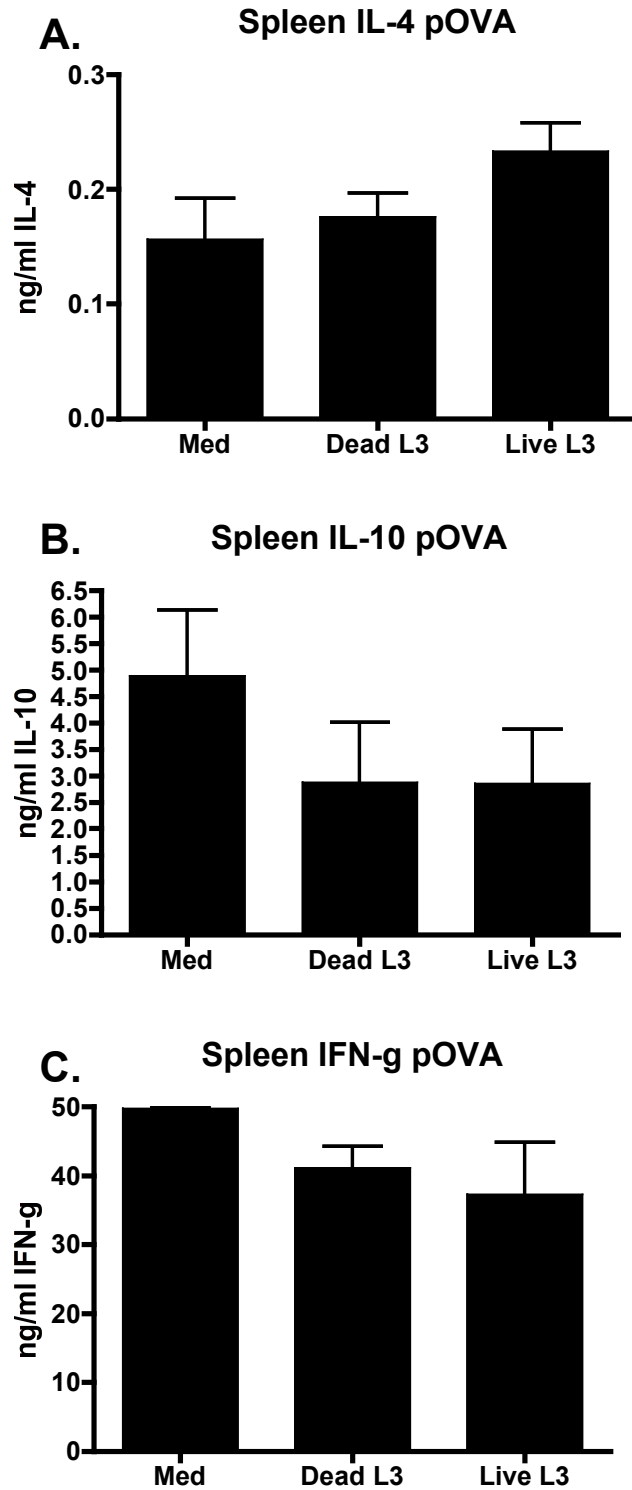 A.
Spleen IL-4 pOVA
ng/ml IL-4
0.3
0.2
0.1
0.0
Med Dead L3 Live L3
B.
Spleen IL-10 pOVA
ng/ml IL-10
6.5
6.0
5.5
5.0
4.5
4.0
3.5
3.0
2.5
2.0
1.5
1.0
0.5
0.0
Med Dead L3 Live L3
C.
Spleen IFN-g pOVA
ng/ml IFN-g
50
40
30
20
10
0
Med Dead L3 Live L3